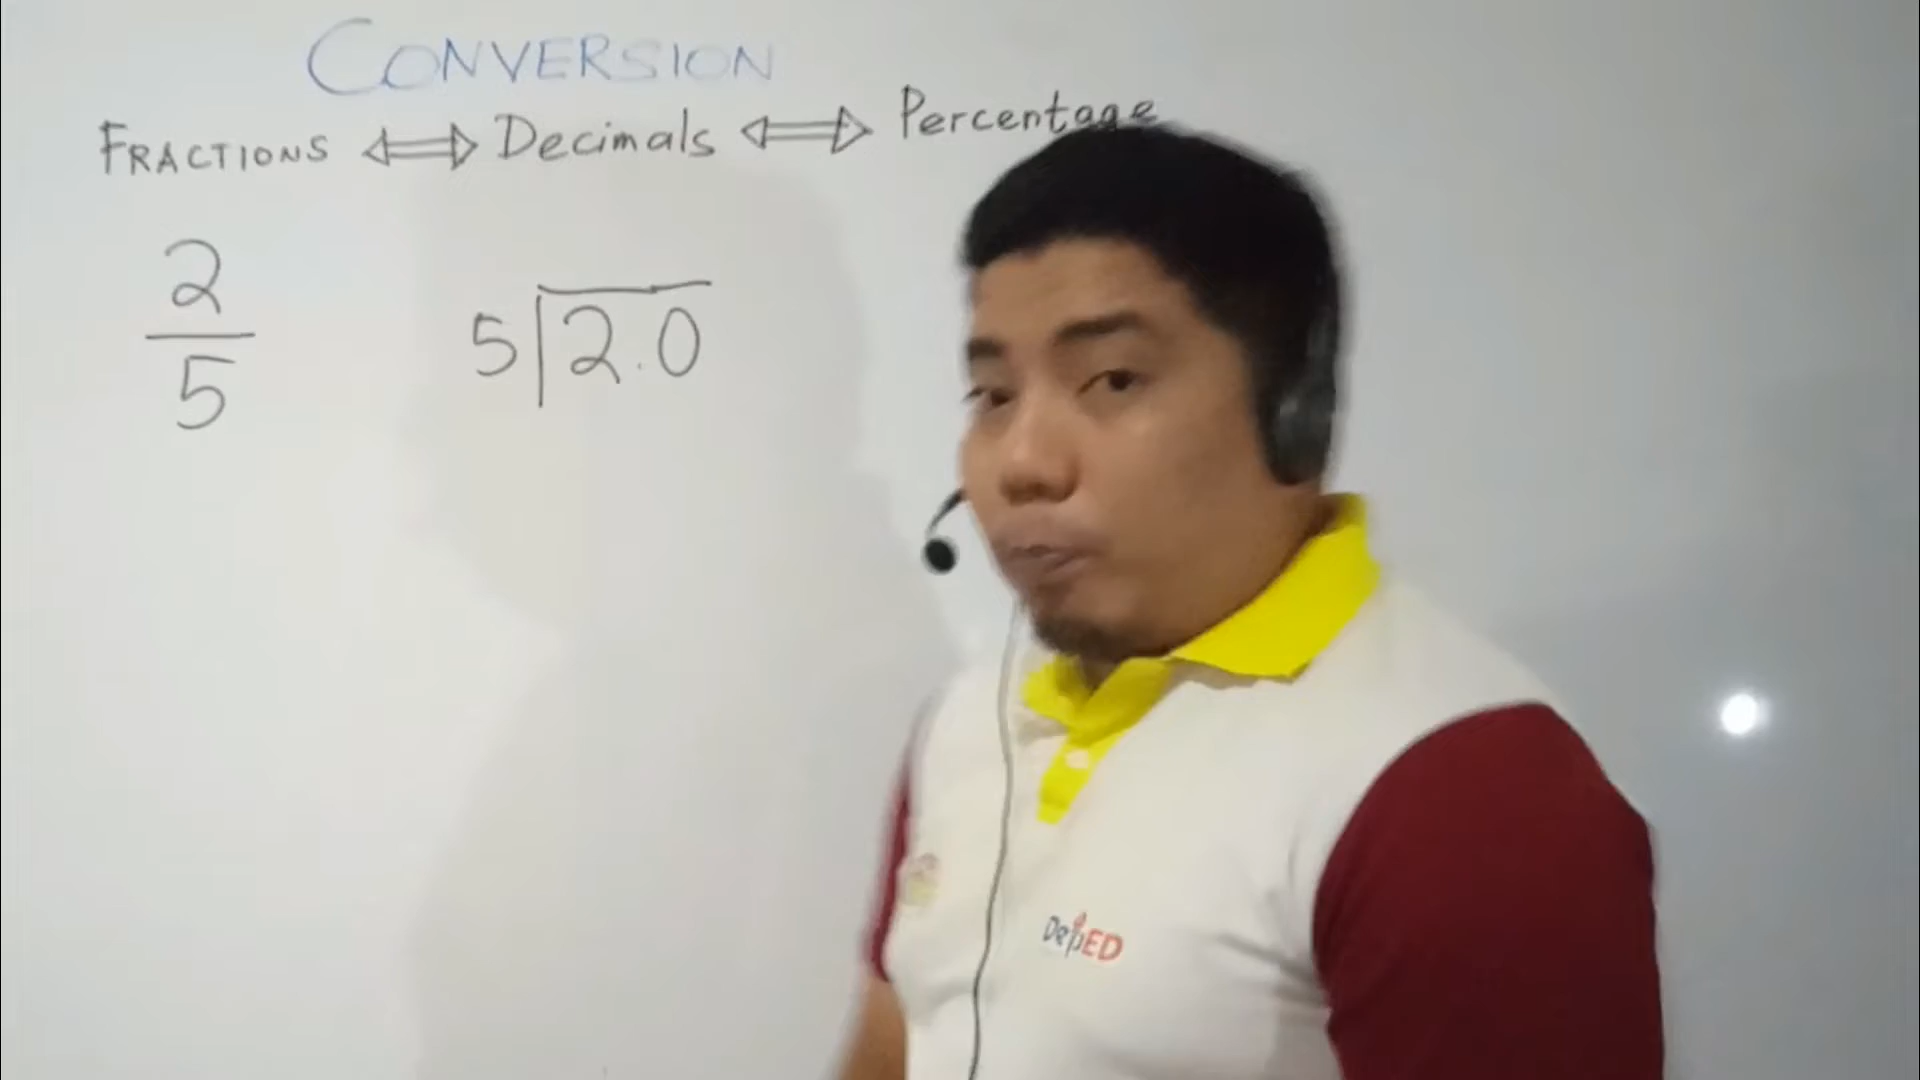 CONVERSION
FRACTIONS ⇔ Decimals ⇔ Percentage
2
5
5 2.0
DepED